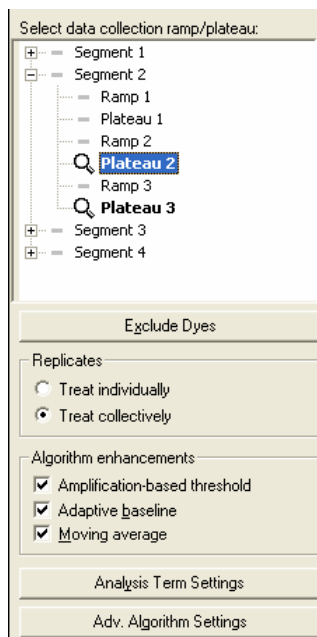 Select data collection ramp/plateau:
Segment 1
Segment 2
Ramp 1
Plateau 1
Ramp 2
Plateau 2
Ramp 3
Plateau 3
Segment 3
Segment 4
Exclude Dyes
Replicates
Treat individually
Treat collectively
Algorithm enhancements
Amplification-based threshold
Adaptive baseline
Moving average
Analysis Term Settings
Adv. Algorithm Settings